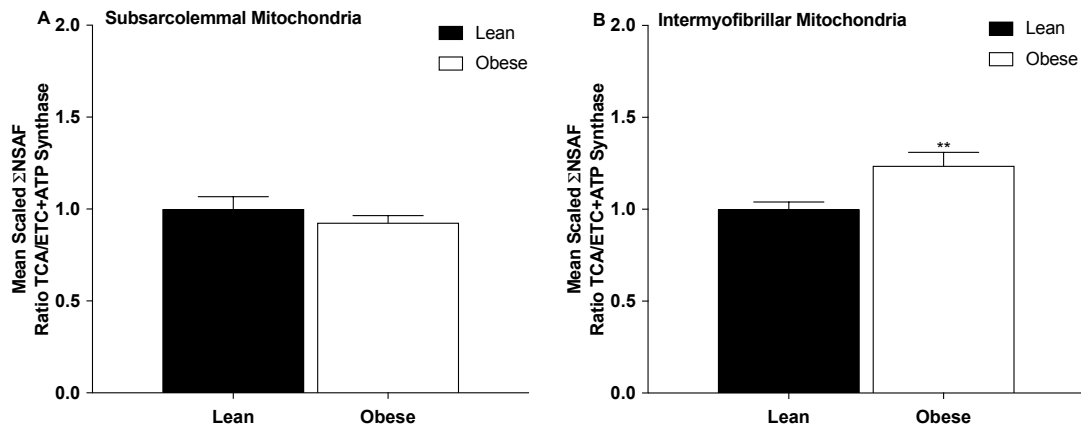 A Subsarcolemmal Mitochondria
2.0
1.5
1.0
0.5
0.0
Mean Scaled ΣNSAF
Ratio TCA/ETC+ATP Synthase
Lean
Obese
Lean
Obese
B Intermyofibrillar Mitochondria
2.0
1.5
1.0
0.5
0.0
Mean Scaled ΣNSAF
Ratio TCA/ETC+ATP Synthase
Lean
Obese
**
Lean
Obese